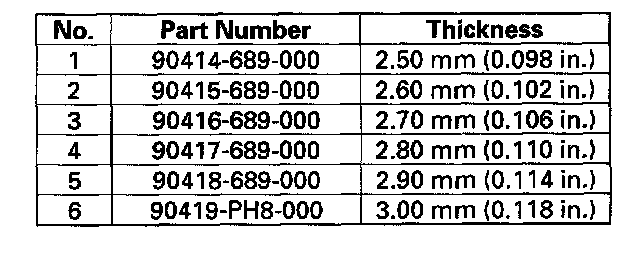 No. Part Number Thickness
1 90414-689-000 2.50 mm (0.098 in.)
2 90415-689-000 2.60 mm (0.102 in.)
3 90416-689-000 2.70 mm (0.106 in.)
4 90417-689-000 2.80 mm (0.110 in.)
5 90418-689-000 2.90 mm (0.114 in.)
6 90419-PH8-000 3.00 mm (0.118 in.)